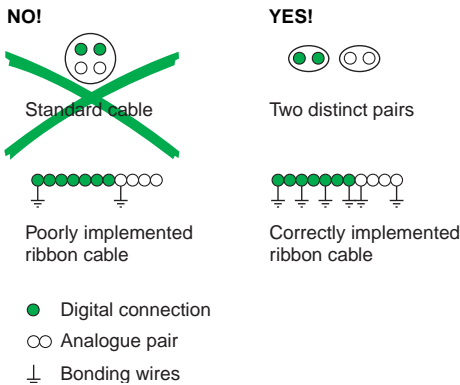 NO!
YES!
Standard cable
Two distinct pairs
Poorly implemented
ribbon cable
Correctly implemented
ribbon cable
Digital connection
Analogue pair
Bonding wires